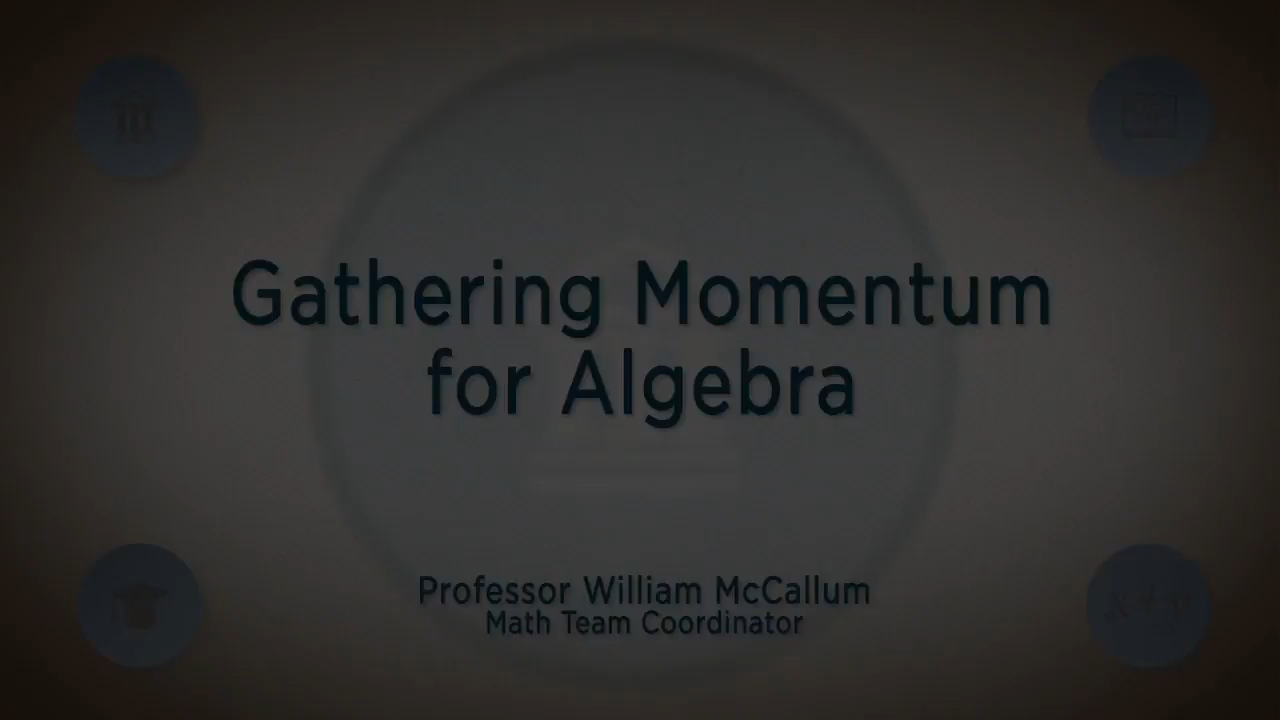 Gathering Momentum
for Algebra
Professor William McCallum
Math Team Coordinator